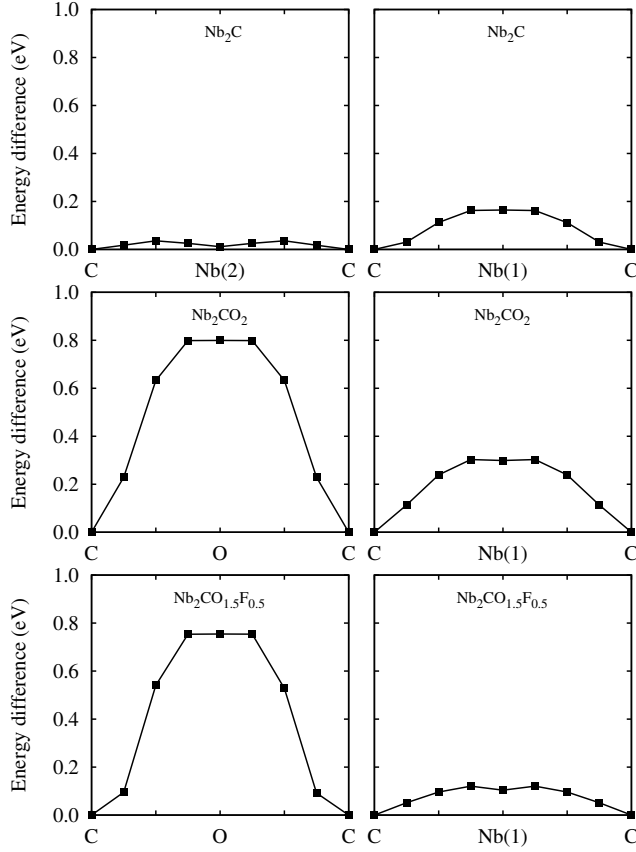 1.0
0.8
0.6
0.4
0.2
0.0
Energy difference (eV)
Nb₂C
C Nb(2) C
Nb₂C
C Nb(1) C
1.0
0.8
0.6
0.4
0.2
0.0
Energy difference (eV)
Nb₂CO₂
C O C
Nb₂CO₂
C Nb(1) C
1.0
0.8
0.6
0.4
0.2
0.0
Energy difference (eV)
Nb₂CO₁.₅F₀.₅
C O C
Nb₂CO₁.₅F₀.₅
C Nb(1) C